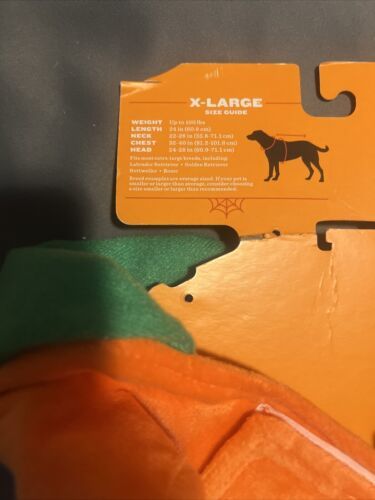 X-LARGE
SIZE GUIDE
WEIGHT Up to 100 lbs
LENGTH 24 in (60.9 cm)
NECK 22-28 in (55.8-71.1 cm)
CHEST 36-40 in (91.2-101.6 cm)
HEAD 24-28 in (60.9-71.1 cm)
Fits most extra-large breeds, including
Labrador Retriever • Golden Retriever
Rottweiler • Boxer
Breed examples are average sized. If your pet is
smaller or larger than average, consider choosing
a size smaller or larger than recommended.